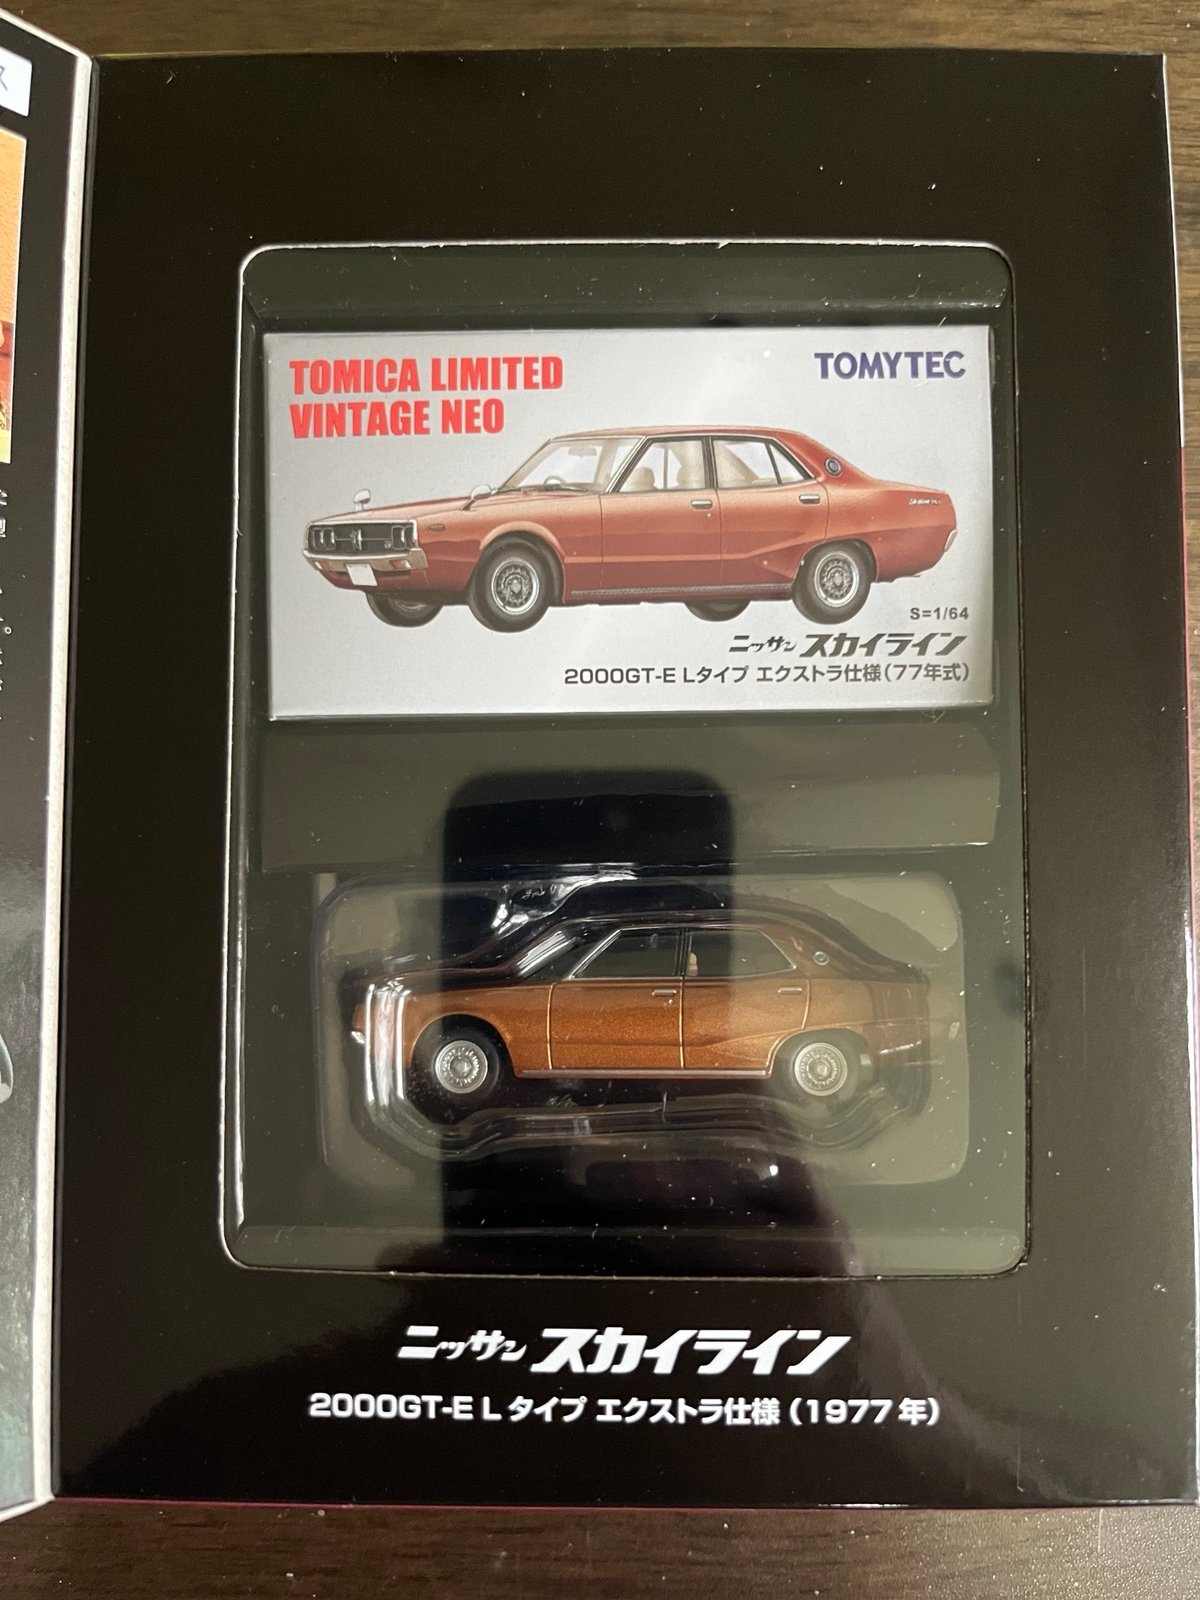 TOMICA LIMITED
VINTAGE NEO
TOMYTEC
S=1/64
ニッサン スカイライン
2000GT-E Lタイプ エクストラ仕様(77年式)
ニッサン スカイライン
2000GT-E L タイプ エクストラ仕様(1977年)